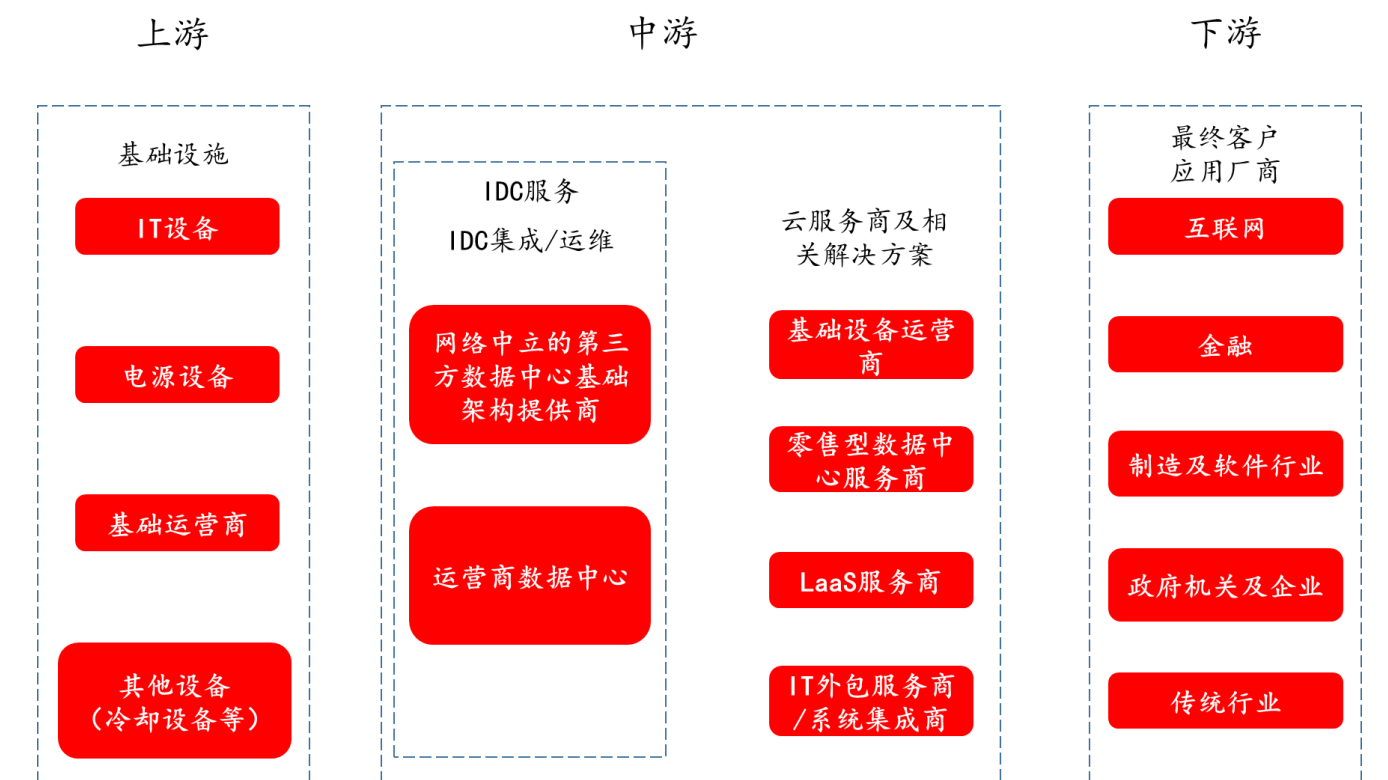 上游
中游
下游
基础设施
IT设备
电源设备
基础运营商
其他设备
（冷却设备等）
IDC服务
IDC集成/运维
网络中立的第三
方数据中心基础
架构提供商
运营商数据中心
云服务商及相
关解决方案
基础设备运营
商
零售型数据中
心服务商
LaaS服务商
IT外包服务商
/系统集成商
最终客户
应用厂商
互联网
金融
制造及软件行业
政府机关及企业
传统行业